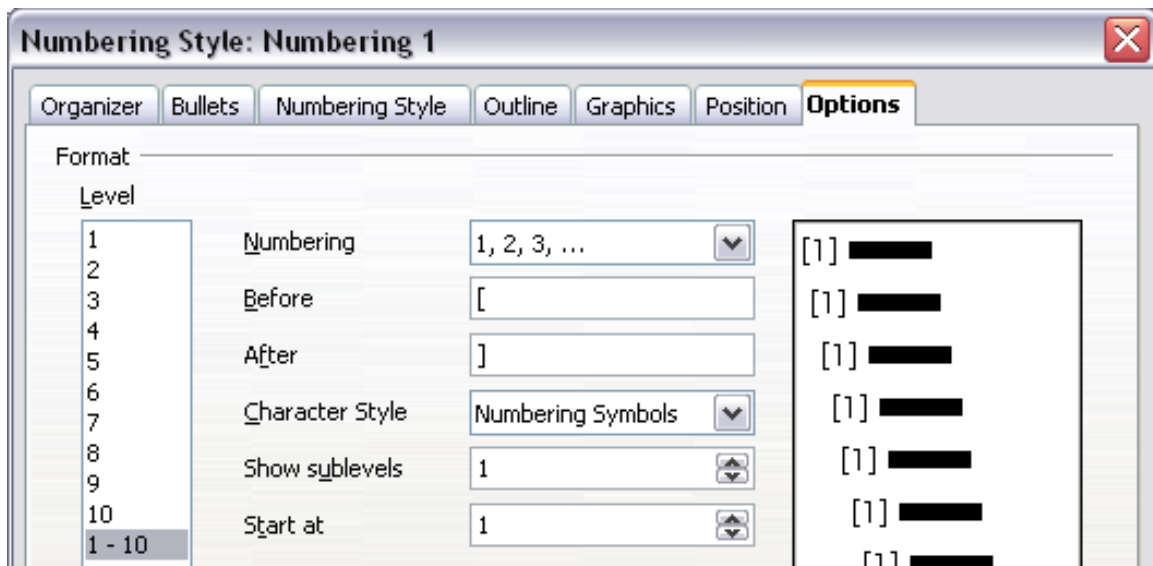 Numbering Style: Numbering 1
Organizer Bullets Numbering Style Outline Graphics Position Options
Format
Level
1
2
3
4
5
6
7
8
9
10
1 - 10
Numbering 1, 2, 3, ...
Before [
After ]
Character Style Numbering Symbols
Show sublevels 1
Start at 1
[1]
[1]
[1]
[1]
[1]
[1]
[1]